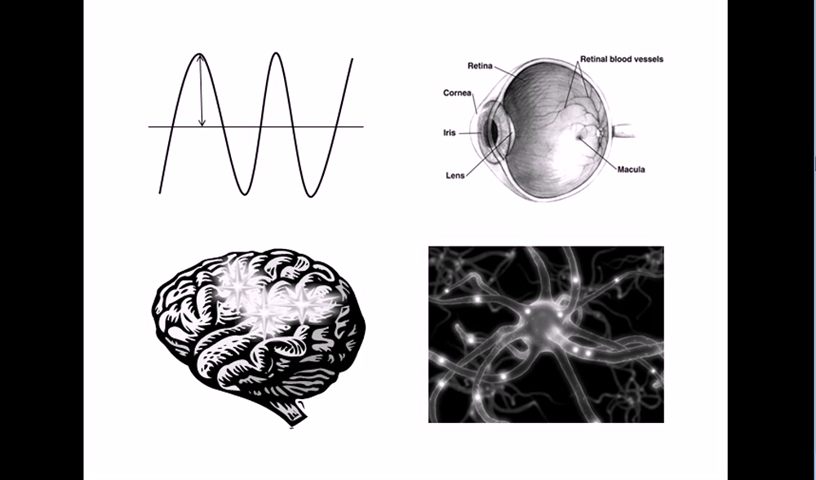 Retina
Retinal blood vessels
Cornea
Iris
Lens
Macula